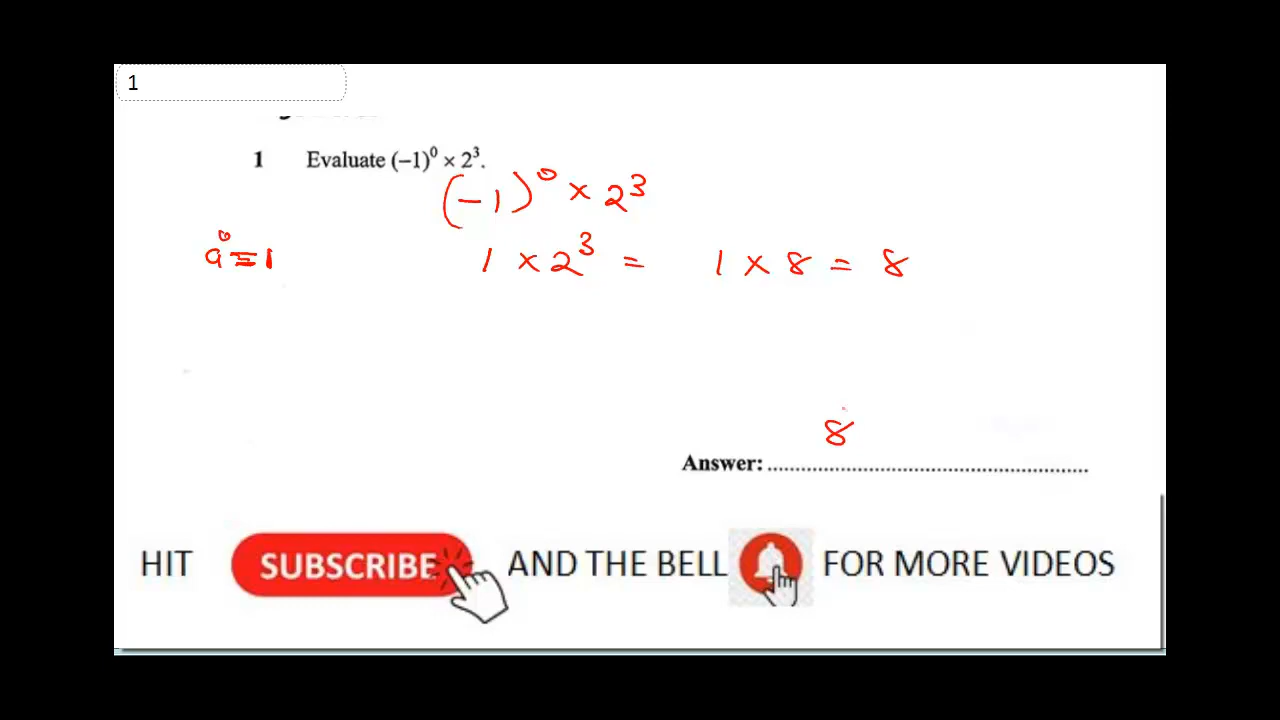 1
1 Evaluate (−1)⁰ × 2³.
(-1)⁰ × 2³
a⁰ = 1
1 × 2³ = 1 × 8 = 8
8
Answer: ........................................................
HIT SUBSCRIBE AND THE BELL FOR MORE VIDEOS